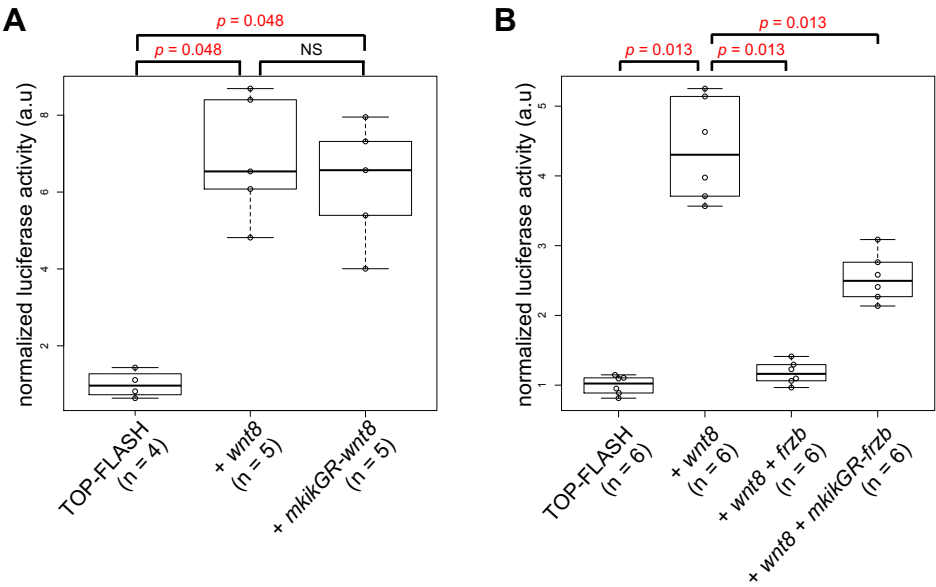 A
p = 0.048
p = 0.048
NS
normalized luciferase activity (a.u)
8
6
4
2
TOP-FLASH
(n = 4)
+ wnt8
(n = 5)
+ mkikGR-wnt8
(n = 5)
B
p = 0.013
p = 0.013
p = 0.013
normalized luciferase activity (a.u)
5
4
3
2
1
TOP-FLASH
(n = 6)
+ wnt8
(n = 6)
+ wnt8 + frzb
(n = 6)
+ wnt8 + mkikGR-frzb
(n = 6)